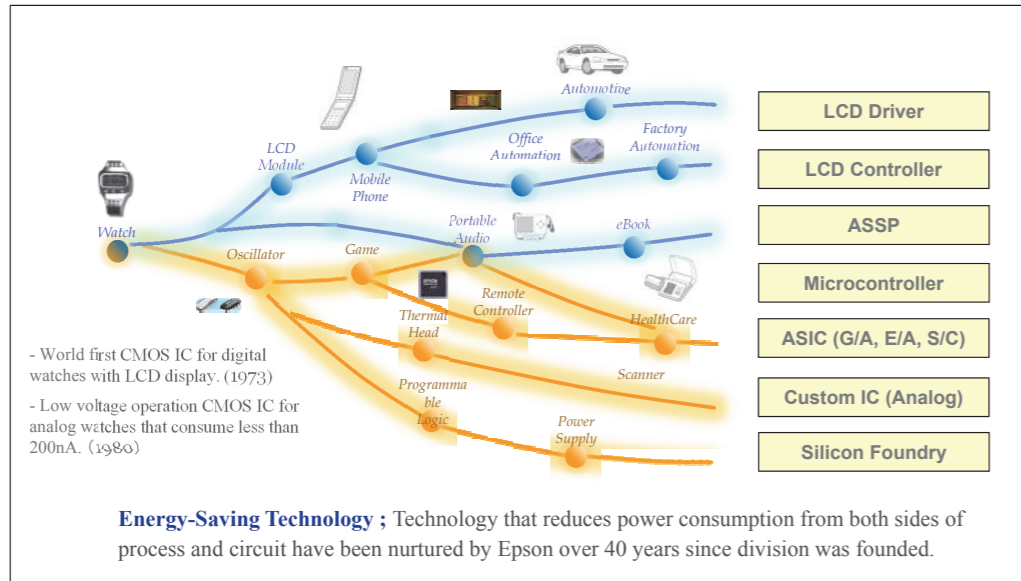 Automotive
LCD Driver
Office
Automation
Factory
Automation
LCD
Module
LCD Controller
Mobile
Phone
Watch
Portable
Audio
eBook
ASSP
Oscillator
Game
Microcontroller
Remote
Controller
Thermal
Head
HealthCare
ASIC (G/A, E/A, S/C)
- World first CMOS IC for digital
watches with LCD display. (1973)
Scanner
Programma
ble
Logic
Custom IC (Analog)
- Low voltage operation CMOS IC for
analog watches that consume less than
200nA. (1980)
Power
Supply
Silicon Foundry
Energy-Saving Technology ; Technology that reduces power consumption from both sides of
process and circuit have been nurtured by Epson over 40 years since division was founded.